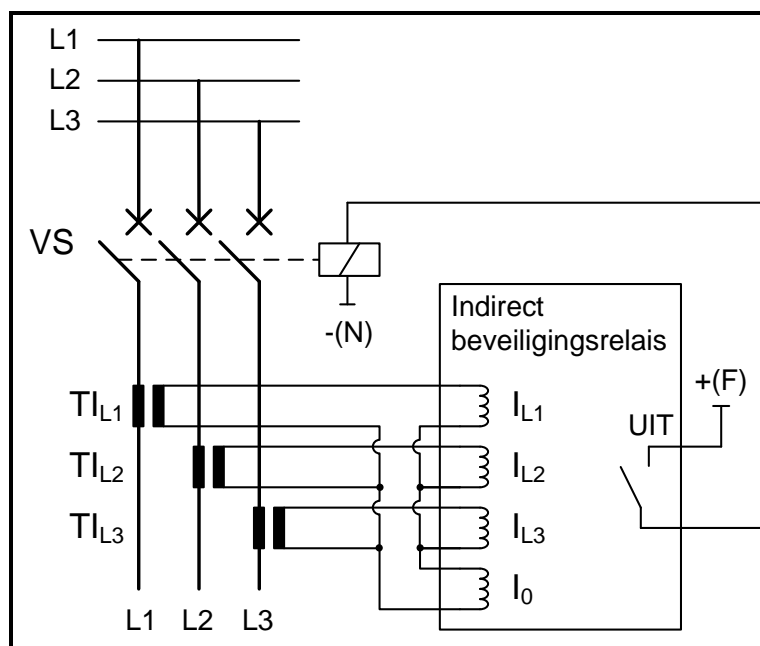 L1
L2
L3
VS
-(N)
Indirect
beveiligingsrelais
+(F)
UIT
TIL1
IL1
TIL2
IL2
TIL3
IL3
I0
L1 L2 L3